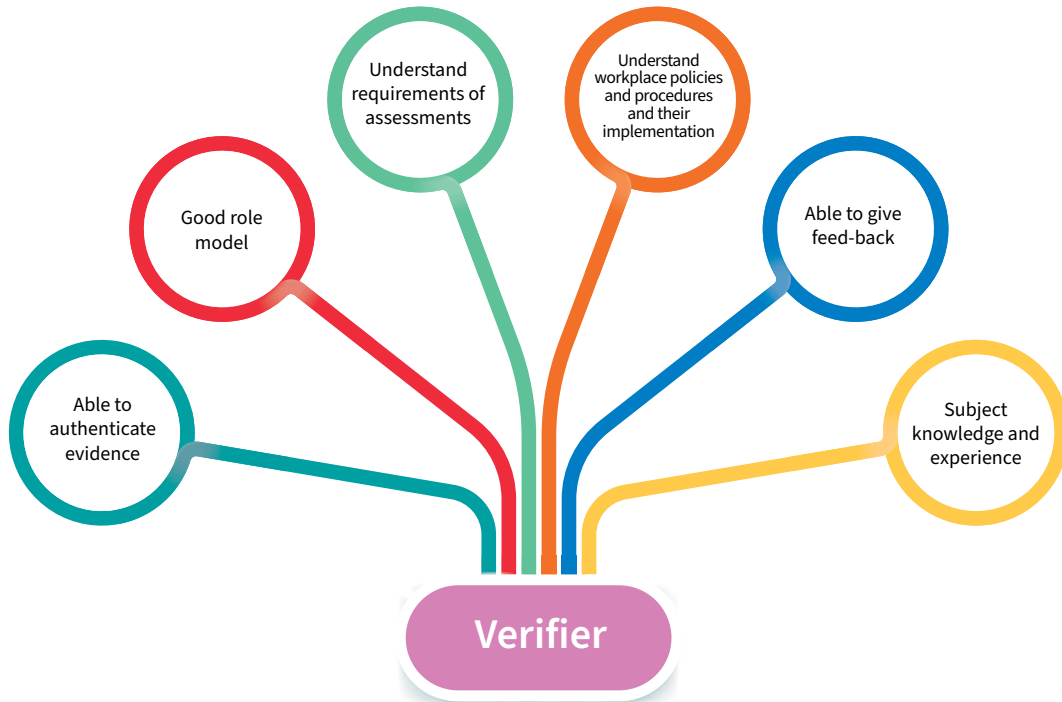 Understand
requirements of
assessments
Understand
workplace policies
and procedures
and their
implementation
Good role
model
Able to give
feed-back
Able to
authenticate
evidence
Subject
knowledge and
experience
Verifier